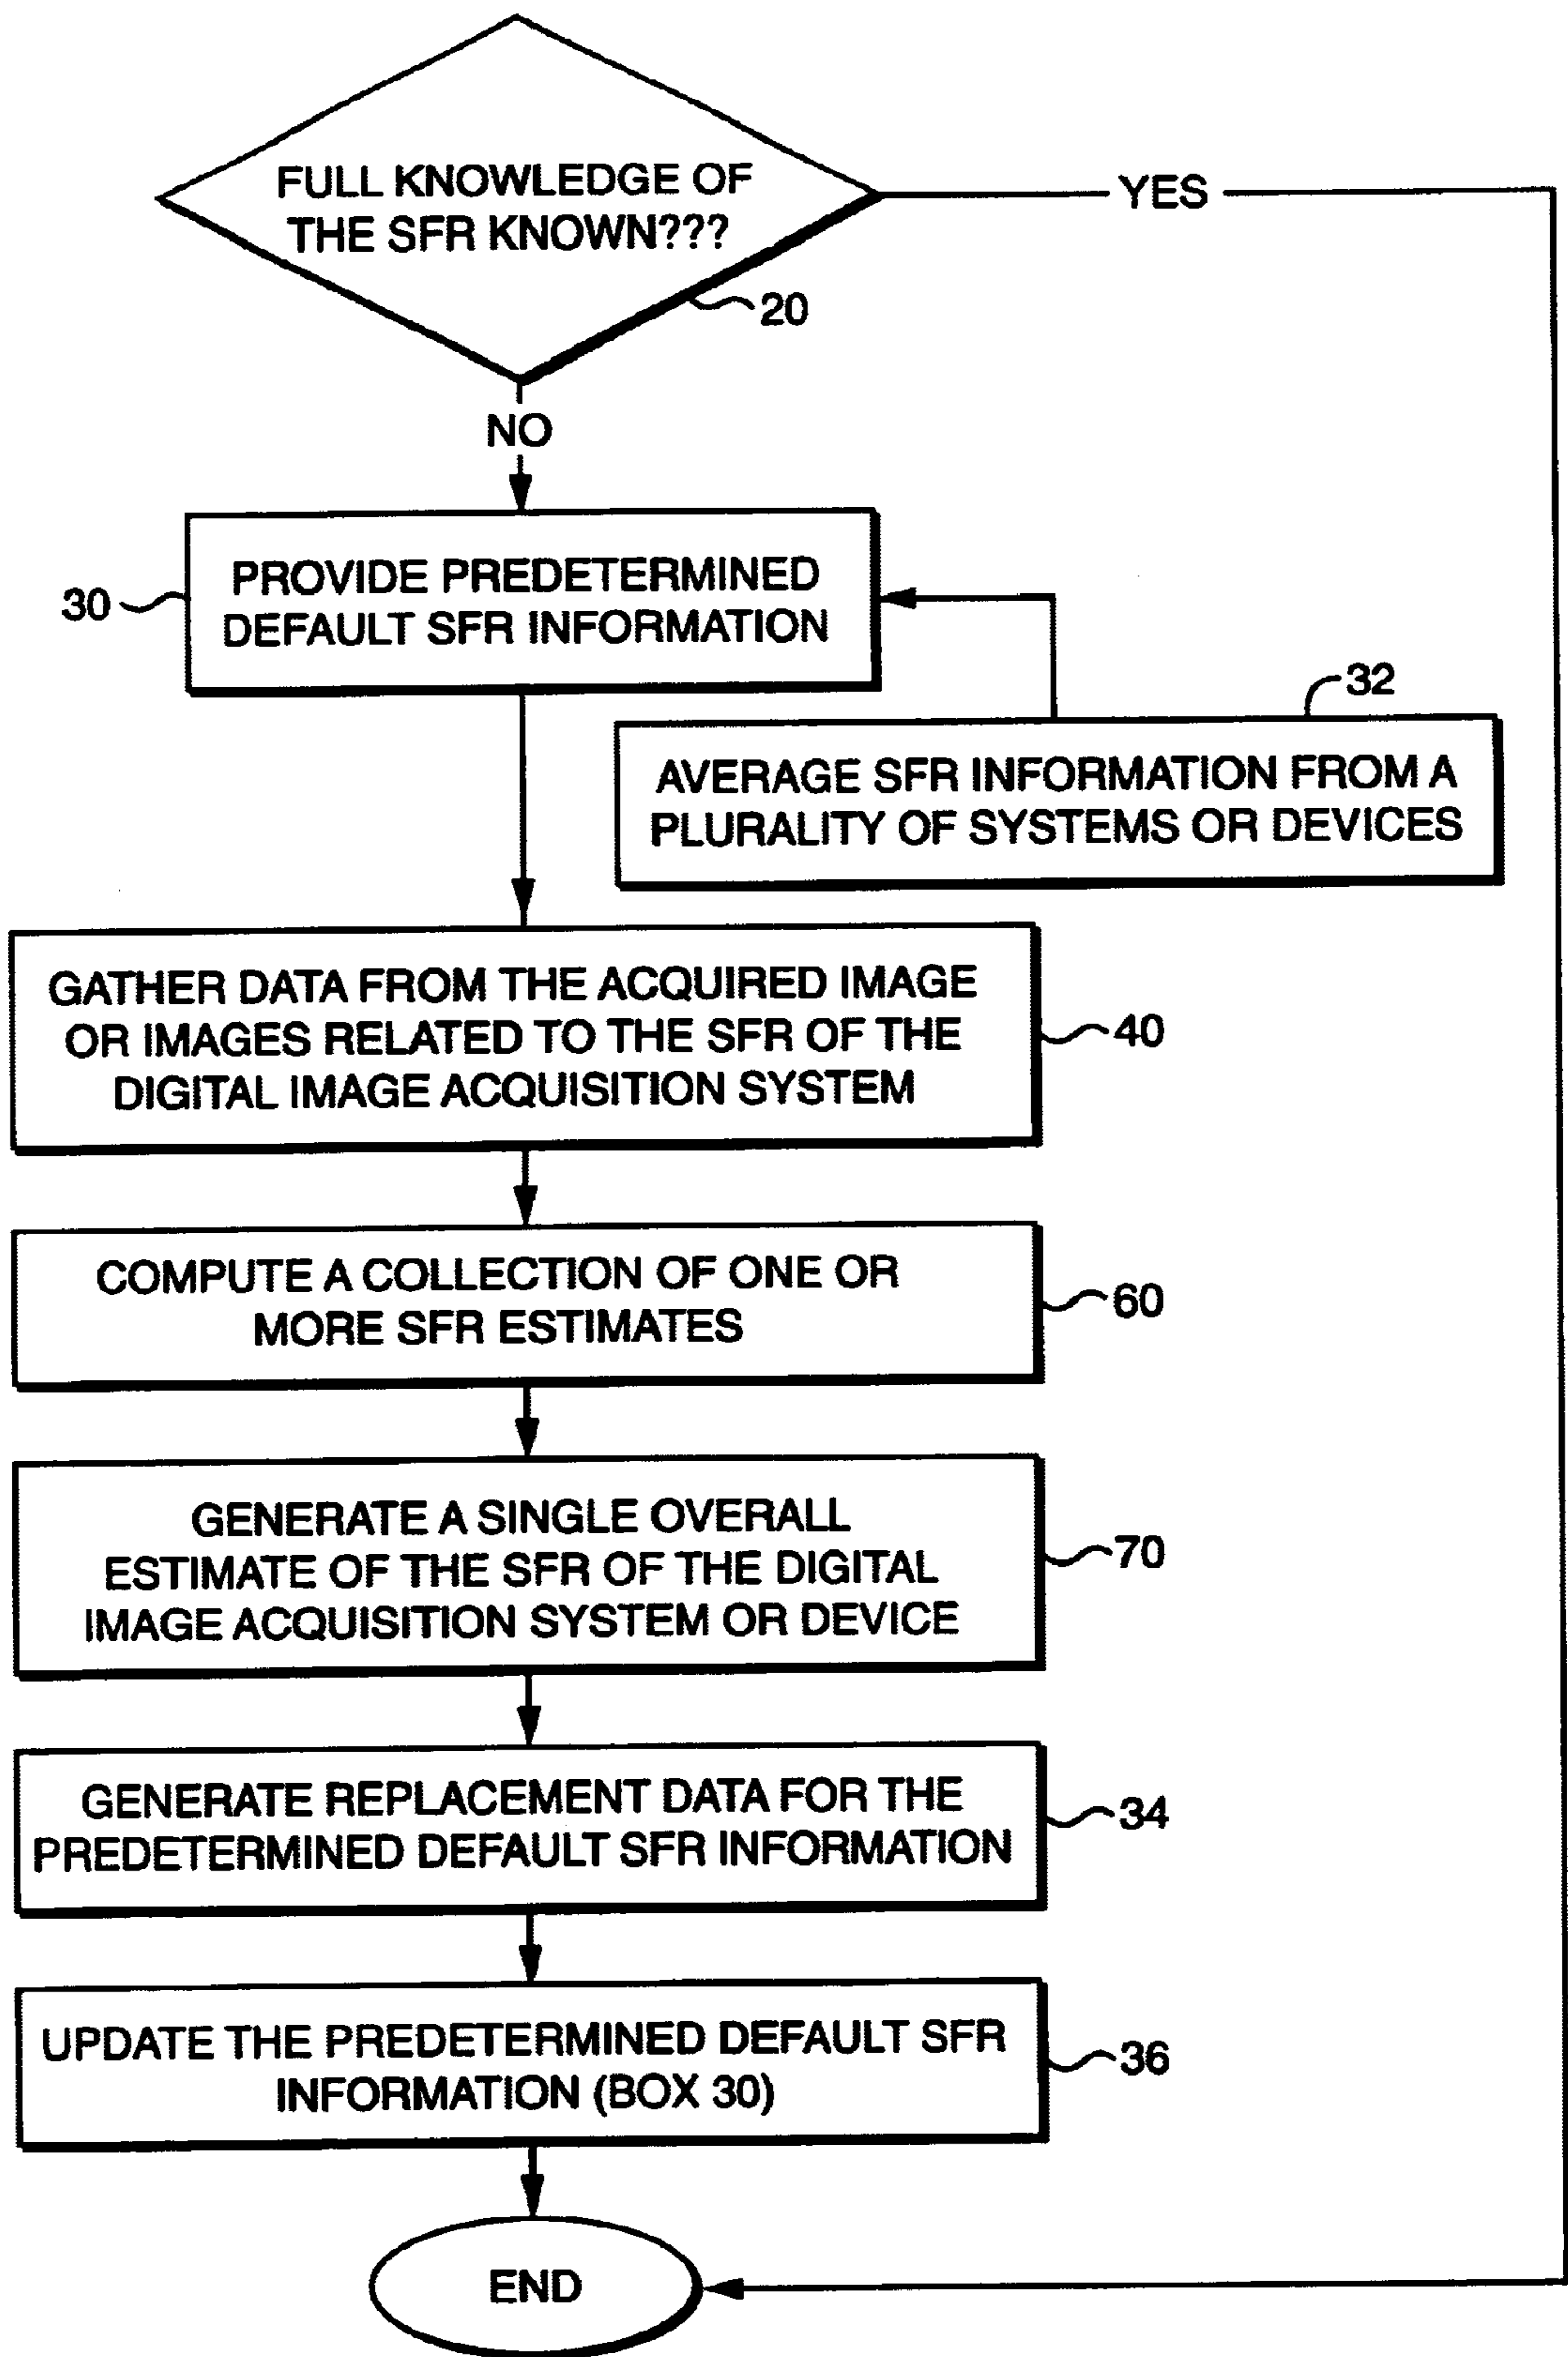 FULL KNOWLEDGE OF
THE SFR KNOWN???
YES
20
NO
PROVIDE PREDETERMINED
DEFAULT SFR INFORMATION
30
32
AVERAGE SFR INFORMATION FROM A
PLURALITY OF SYSTEMS OR DEVICES
GATHER DATA FROM THE ACQUIRED IMAGE
OR IMAGES RELATED TO THE SFR OF THE
DIGITAL IMAGE ACQUISITION SYSTEM
40
COMPUTE A COLLECTION OF ONE OR
MORE SFR ESTIMATES
60
GENERATE A SINGLE OVERALL
ESTIMATE OF THE SFR OF THE DIGITAL
IMAGE ACQUISITION SYSTEM OR DEVICE
70
GENERATE REPLACEMENT DATA FOR THE
PREDETERMINED DEFAULT SFR INFORMATION
34
UPDATE THE PREDETERMINED DEFAULT SFR
INFORMATION (BOX 30)
36
END